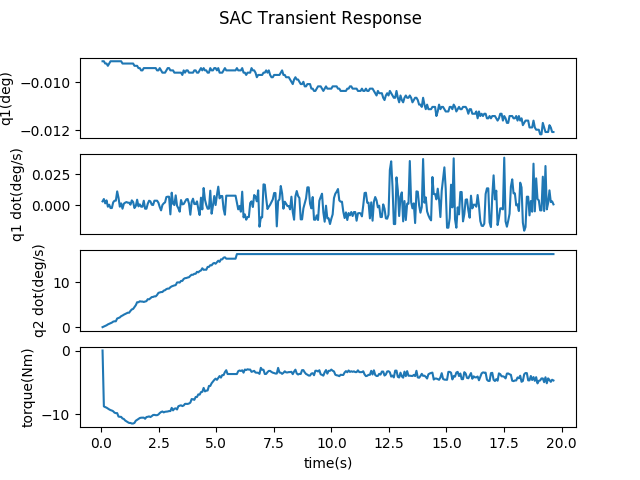 SAC Transient Response
q1(deg)
−0.010
−0.012
q1 dot(deg/s)
0.025
0.000
q2 dot(deg/s)
10
0
torque(Nm)
0
−10
0.0 2.5 5.0 7.5 10.0 12.5 15.0 17.5 20.0
time(s)